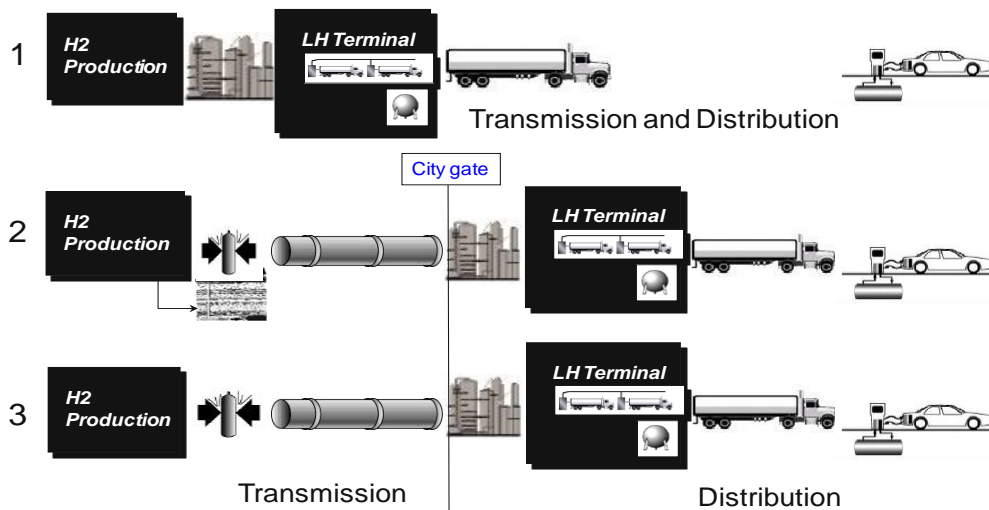 1
H2
Production
LH Terminal
Transmission and Distribution
City gate
2
H2
Production
LH Terminal
3
H2
Production
LH Terminal
Transmission
Distribution